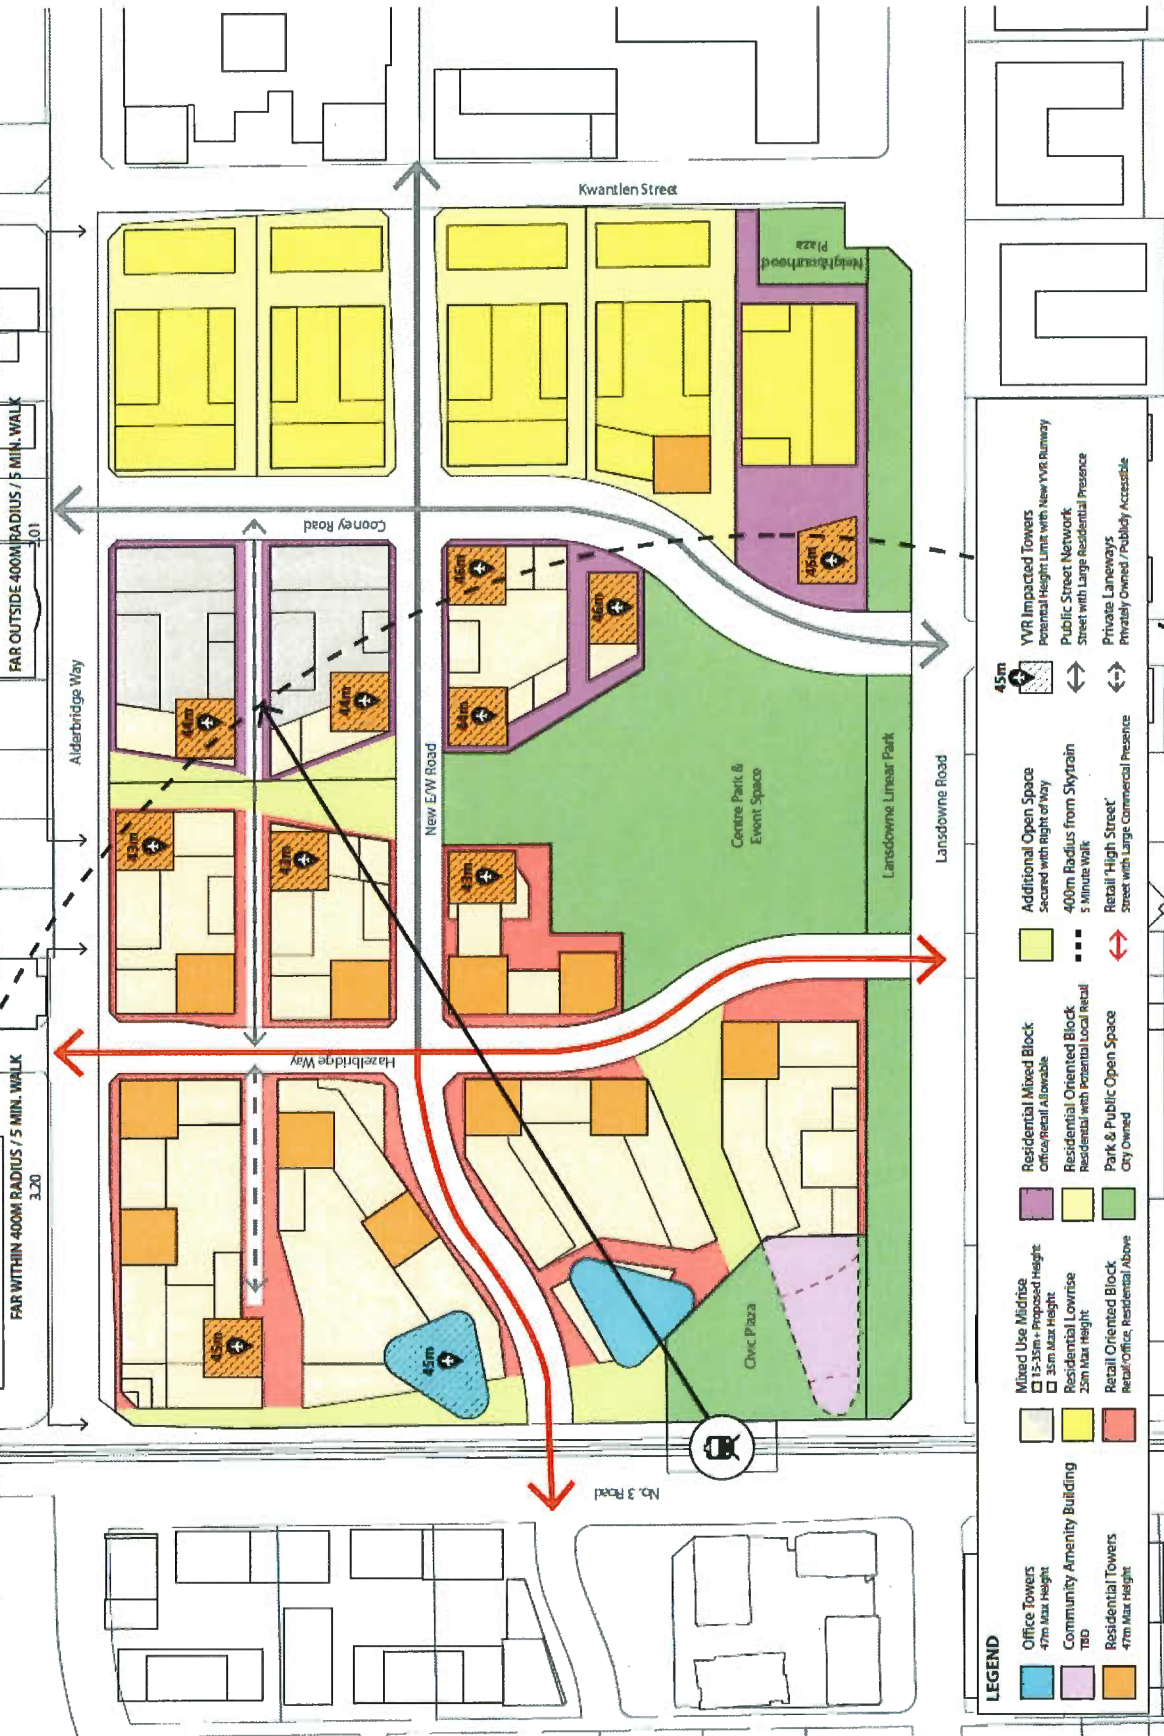 FAR WITHIN 400M RADIUS / 5 MIN. WALK
3.20
FAR OUTSIDE 400M RADIUS / 5 MIN. WALK
3.01
Alderbridge Way
45m
43m
44m
Cooney Road
43m
44m
Hazelbridge Way
New E/W Road
Kwantlen Street
45m
43m
44m
46m
46m
No. 3 Road
Civic Plaza
Centre Park &
Event Space
46m
Neighbourhood
Plaza
Lansdowne Linear Park
Lansdowne Road
LEGEND
Office Towers
47m Max Height
Community Amenity Building
TBD
Residential Towers
47m Max Height
Mixed Use Midrise
15-35m+ Proposed Height
35m Max Height
Residential Lowrise
25m Max Height
Retail Oriented Block
Retail/Office, Residential Above
Residential Mixed Block
Office/Retail Allowable
Residential Oriented Block
Residential with Potential Local Retail
Park & Public Open Space
City Owned
Additional Open Space
Secured with Right of Way
400m Radius from Skytrain
5 Minute Walk
Retail 'High Street'
Street with Large Commercial Presence
45m
YVR Impacted Towers
Potential Height Limit with New YVR Runway
Public Street Network
Street with Large Residential Presence
Private Laneways
Privately Owned / Publicly Accessible